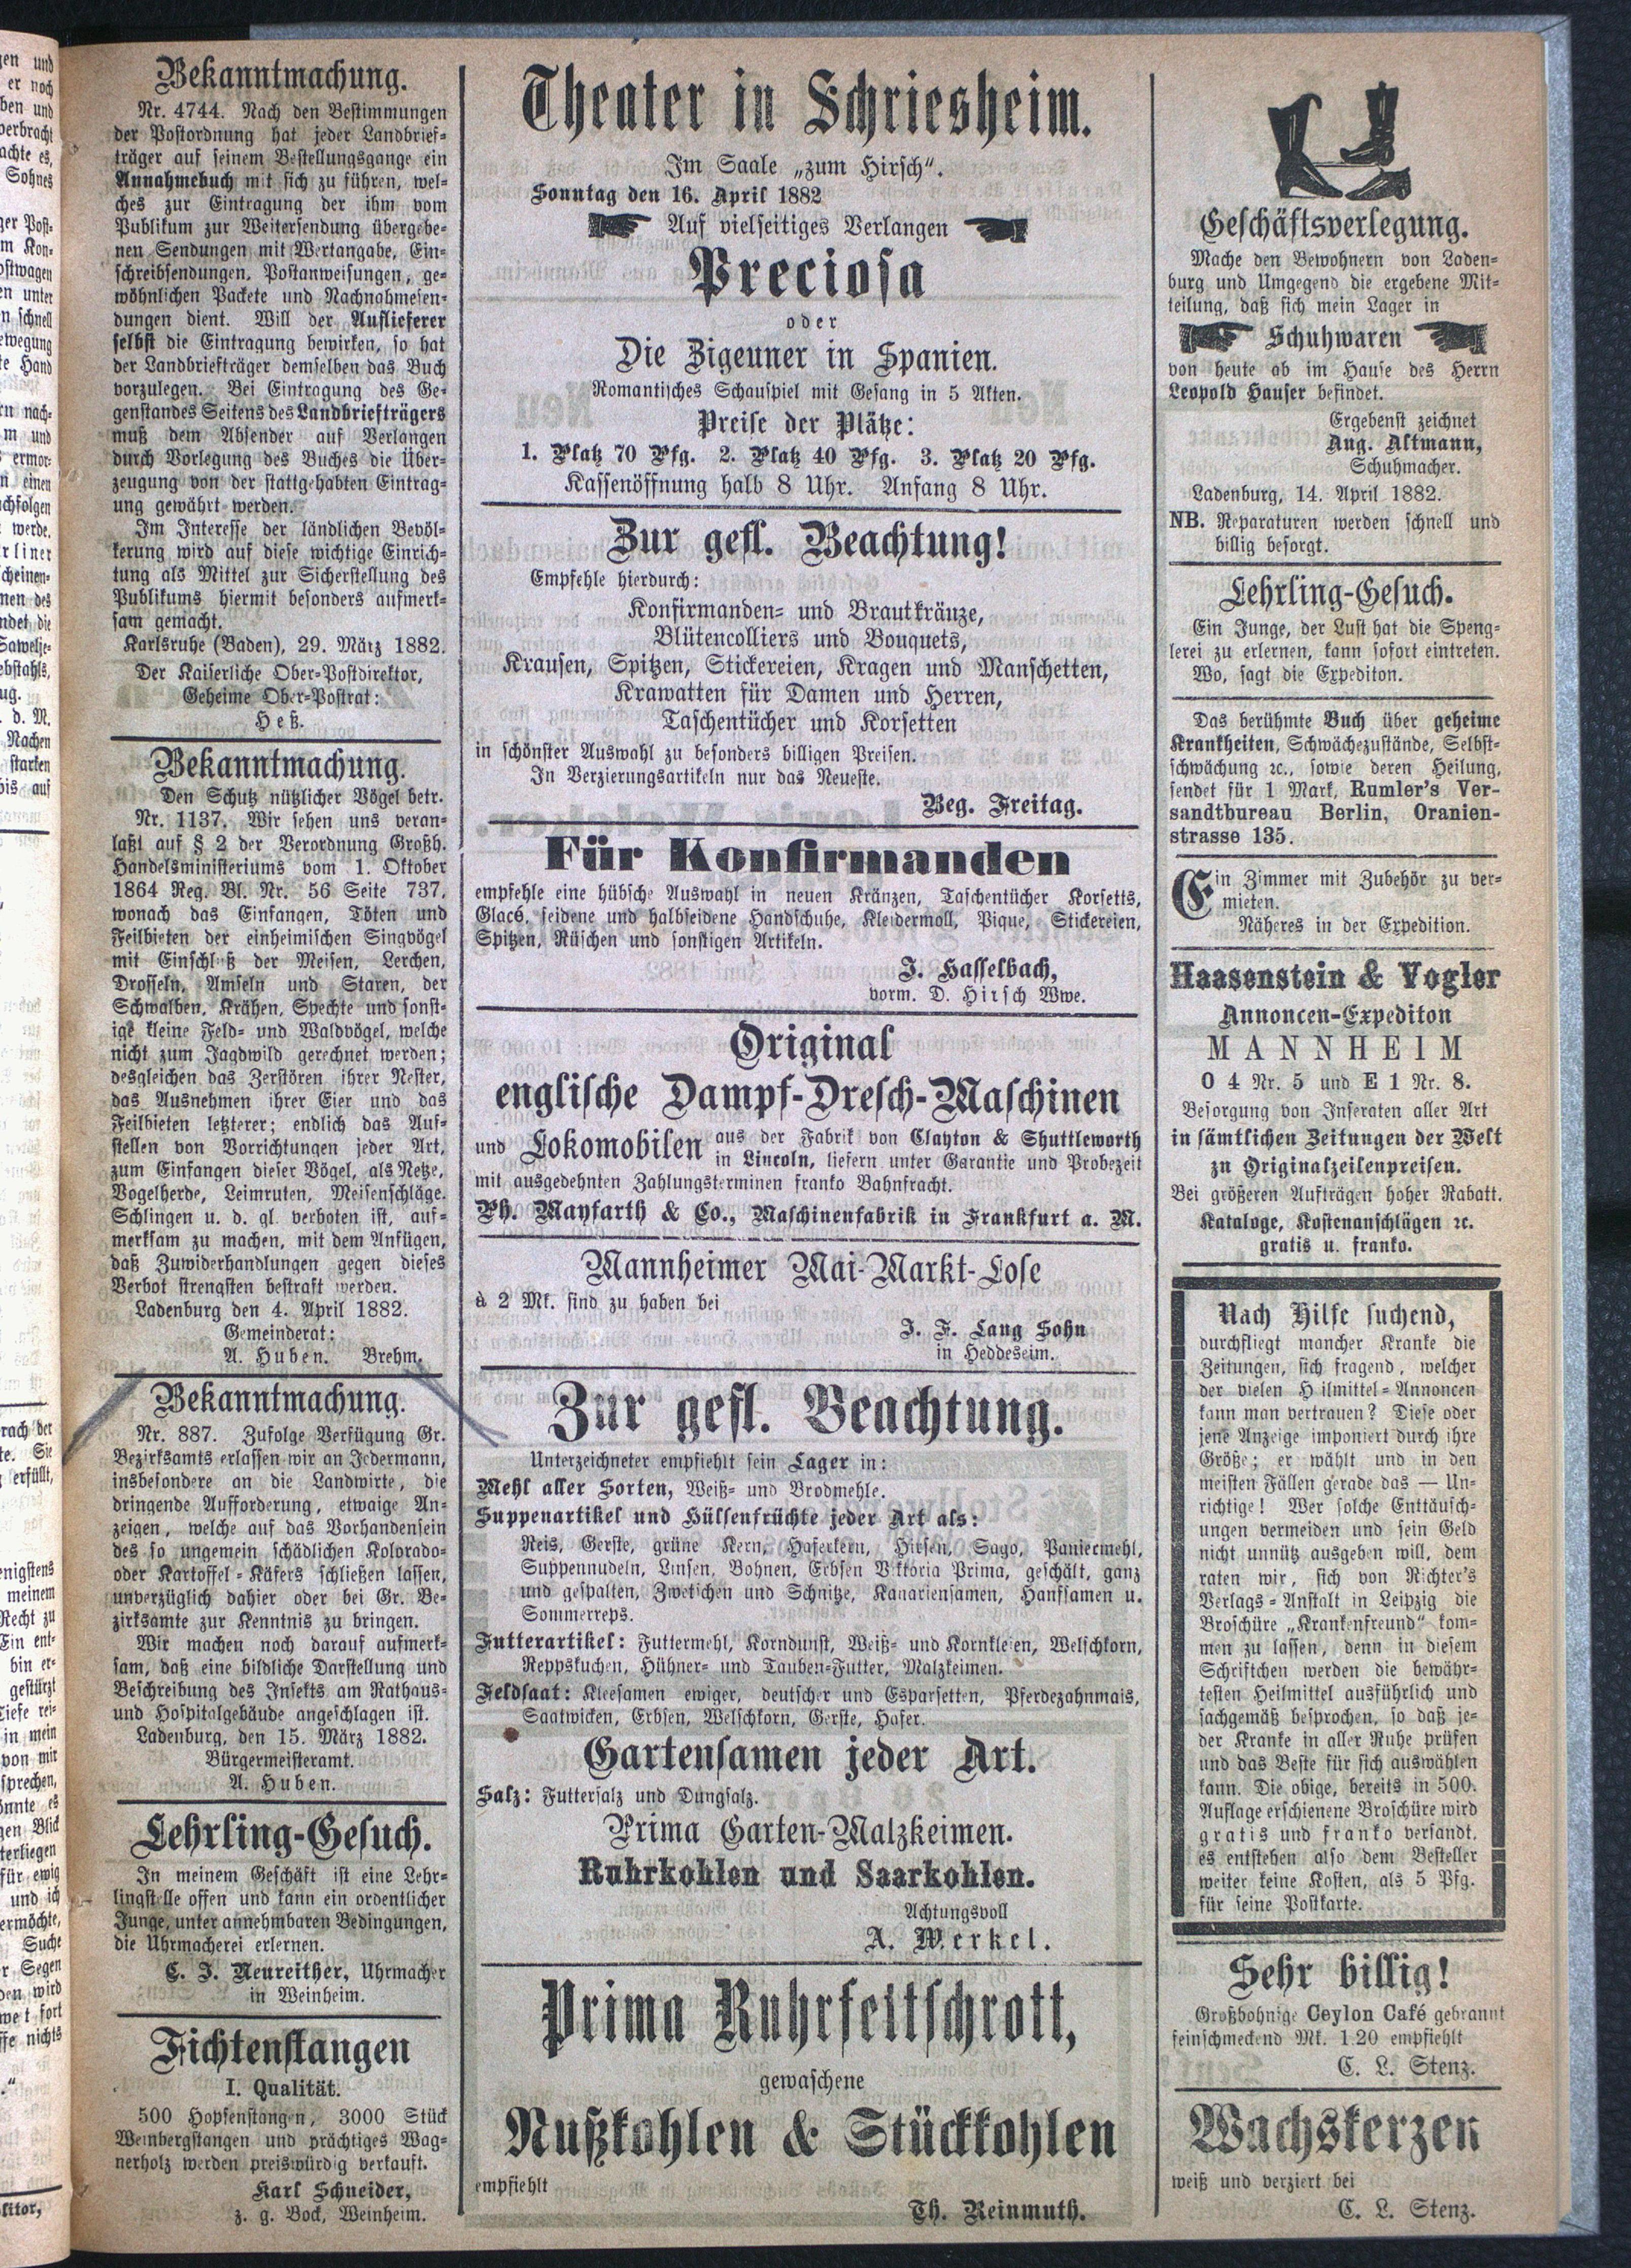 Bekanntmachung.
Nr. 4744. Nach den Bestimmungen
der Postordnung hat jeder Landbrief=
träger auf seinem Bestellungsgange ein
Annahmebuch mit sich zu führen, wel=
ches zur Eintragung der ihm vom
Publikum zur Weitersendung übergebe=
nen Sendungen mit Wertangabe, Ein=
schreibsendungen, Postanweisungen, ge=
wöhnlichen Packete und Nachnahmesen=
dungen dient. Will der Auflieferer
selbst die Eintragung bewirken, so hat
der Landbriefträger demselben das Buch
vorzulegen. Bei Eintragung des Ge=
genstandes Seitens des Landbriefträgers
muß dem Absender auf Verlangen
durch Vorlegung des Buches die Über=
zeugung von der stattgehabten Eintrag=
ung gewährt werden.
Im Interesse der ländlichen Bevöl=
kerung wird auf diese wichtige Einrich=
tung als Mittel zur Sicherstellung des
Publikums hiermit besonders aufmerk=
sam gemacht.
Karlsruhe (Baden), 29. März 1882.
Der Kaiserliche Ober=Postdirektor,
Geheime Ober=Postrat:
Heß.
Bekanntmachung.
Den Schutz nützlicher Vögel betr.
Nr. 1137. Wir sehen uns veran=
laßt auf § 2 der Verordnung Großh.
Handelsministeriums vom 1. Oktober
1864 Reg. Bl. Nr. 56 Seite 737,
wonach das Einfangen, Töten und
Feilbieten der einheimischen Singvögel
mit Einschluß der Meisen, Lerchen,
Drosseln, Amseln und Staren, der
Schwalben, Krähen, Spechte und sonst=
ige kleine Feld= und Waldvögel, welche
nicht zum Jagdwild gerechnet werden;
desgleichen das Zerstören ihrer Nester,
das Ausnehmen ihrer Eier und das
Feilbieten letzterer; endlich das Auf=
stellen von Vorrichtungen jeder Art,
zum Einfangen dieser Vögel, als Netze,
Vogelherde, Leimruten, Meisenschläge.
Schlingen u. d. gl. verboten ist, auf=
merksam zu machen, mit dem Anfügen,
daß Zuwiderhandlungen gegen dieses
Verbot strengsten bestraft werden.
Ladenburg den 4. April 1882.
Gemeinderat:
A. Huben. Brehm.
Bekanntmachung.
Nr. 887. Zufolge Verfügung Gr.
Bezirksamts erlassen wir an Jedermann,
insbesondere an die Landwirte, die
dringende Aufforderung, etwaige An=
zeigen, welche auf das Vorhandensein
des so ungemein schädlichen Kolorado=
oder Kartoffel=Käfers schließen lassen,
unverzüglich dahier oder bei Gr. Be=
zirksamte zur Kenntnis zu bringen.
Wir machen noch darauf aufmerk=
sam, daß eine bildliche Darstellung und
Beschreibung des Insekts am Rathaus=
und Hospitalgebäude angeschlagen ist.
Ladenburg, den 15. März 1882.
Bürgermeisteramt.
A. Huben.
Lehrling-Gesuch.
In meinem Geschäft ist eine Lehr=
lingstelle offen und kann ein ordentlicher
Junge, unter annehmbaren Bedingungen,
die Uhrmacherei erlernen.
C. J. Neureither, Uhrmacher
in Weinheim.
Fichtenstangen
I. Qualität.
500 Hopfenstangen, 3000 Stück
Weinbergstangen und prächtiges Wag=
nerholz werden preiswürdig verkauft.
Karl Schneider,
z. g. Bock, Weinheim.
Theater in Schriesheim.
Im Saale „zum Hirsch“.
Sonntag den 16. April 1882
Auf vielseitiges Verlangen
Preciosa
oder
Die Zigeuner in Spanien.
Romantisches Schauspiel mit Gesang in 5 Akten.
Preise der Plätze:
1. Platz 70 Pfg. 2. Platz 40 Pfg. 3. Platz 20 Pfg.
Kassenöffnung halb 8 Uhr. Anfang 8 Uhr.
Zur gefl. Beachtung!
Empfehle hierdurch:
Konfirmanden= und Brautkränze,
Blütencolliers und Bouquets,
Krausen, Spitzen, Stickereien, Kragen und Manschetten,
Krawatten für Damen und Herren,
Taschentücher und Korsetten
in schönster Auswahl zu besonders billigen Preisen.
In Verzierungsartikeln nur das Neueste.
Beg. Freitag.
Für Konfirmanden
empfehle eine hübsche Auswahl in neuen Kränzen, Taschentücher Korsetts,
Glacé, seidene und halbseidene Handschuhe, Kleidermoll, Pique, Stickereien,
Spitzen, Rüschen und sonstigen Artikeln.
J. Hasselbach,
vorm. D. Hirsch Wwe.
Original
englische Dampf-Dresch-Maschinen
und Lokomobilen aus der Fabrik von Clayton & Shuttleworth
in Lincoln, liefern unter Garantie und Probezeit
mit ausgedehnten Zahlungsterminen franko Bahnfracht.
Ph. Mayfarth & Co., Maschinenfabrik in Frankfurt a. M.
Mannheimer Mai-Markt-Lose
à 2 Mk. sind zu haben bei
J. F. Lang Sohn
in Heddesheim.
Zur gefl. Beachtung.
Unterzeichneter empfiehlt sein Lager in:
Mehl aller Sorten, Weiß= und Brodmehle.
Suppenartikel und Hülsenfrüchte jeder Art als:
Reis, Gerste, grüne Kern, Haferkern, Hirsen, Sago, Paniermehl,
Suppennudeln, Linsen, Bohnen, Erbsen Viktoria Prima, geschält, ganz
und gespalten, Zwetschen und Schnitze, Kanariensamen, Hanfsamen u.
Sommerreps.
Futterartikel: Futtermehl, Korndunst, Weiß= und Kornkleien, Welschkorn,
Reppskuchen, Hühner= und Tauben=Futter, Malzkeimen.
Feldsaat: Kleesamen ewiger, deutscher und Esparsetten, Pferdezahnmais,
Saatwicken, Erbsen, Welschkorn, Gerste, Hafer.
Gartensamen jeder Art.
Salz: Futtersalz und Dungsalz.
Prima Garten-Malzkeimen.
Ruhrkohlen und Saarkohlen.
Achtungsvoll
A. Merkel.
Prima Ruhrfettschrott,
gewaschene
Nußkohlen & Stückkohlen
empfiehlt
Th. Reinmuth.
Geschäftsverlegung.
Mache den Bewohnern von Laden=
burg und Umgegend die ergebene Mit=
teilung, daß sich mein Lager in
Schuhwaren
von heute ab im Hause des Herrn
Leopold Hauser befindet.
Ergebenst zeichnet
Aug. Altmann,
Schuhmacher.
Ladenburg, 14. April 1882.
NB. Reparaturen werden schnell und
billig besorgt.
Lehrling-Gesuch.
Ein Junge, der Lust hat die Speng=
lerei zu erlernen, kann sofort eintreten.
Wo, sagt die Expediton.
Das berühmte Buch über geheime
Krankheiten, Schwächezustände, Selbst=
schwächung ꝛc., sowie deren Heilung,
sendet für 1 Mark, Rumler's Ver-
sandtbureau Berlin, Oranien-
strasse 135.
Ein Zimmer mit Zubehör zu ver=
mieten.
Näheres in der Expedition.
Haasenstein & Vogler
Annoncen-Expediton
MANNHEIM
O 4 Nr. 5 und E 1 Nr. 8.
Besorgung von Inseraten aller Art
in sämtlichen Zeitungen der Welt
zu Originalzeilenpreisen.
Bei größeren Aufträgen hoher Rabatt.
Kataloge, Kostenanschlägen ꝛc.
gratis u. franko.
Nach Hilfe suchend,
durchfliegt mancher Kranke die
Zeitungen, sich fragend, welcher
der vielen Heilmittel=Annoncen
kann man vertrauen? Diese oder
jene Anzeige imponiert durch ihre
Größe; er wählt und in den
meisten Fällen gerade das — Un=
richtige! Wer solche Enttäusch=
ungen vermeiden und sein Geld
nicht unnütz ausgeben will, dem
raten wir, sich von Richter's
Verlags=Anstalt in Leipzig die
Broschüre „Krankenfreund“ kom=
men zu lassen, denn in diesem
Schriftchen werden die bewähr=
testen Heilmittel ausführlich und
sachgemäß besprochen, so daß je=
der Kranke in aller Ruhe prüfen
und das Beste für sich auswählen
kann. Die obige, bereits in 500.
Auflage erschienene Broschüre wird
gratis und franko versandt,
es entstehen also dem Besteller
weiter keine Kosten, als 5 Pfg.
für seine Postkarte.
Sehr billig!
Großbohnige Ceylon Café gebrannt
feinschmeckend Mk. 1.20 empfiehlt
C. L. Stenz.
Wachskerzen
weiß und verziert bei
C. L. Stenz.